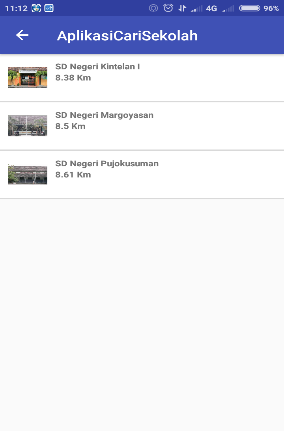 11:12 4G 96%
AplikasiCariSekolah
SD Negeri Kintelan I
8.38 Km
SD Negeri Margoyasan
8.5 Km
SD Negeri Pujokusuman
8.61 Km